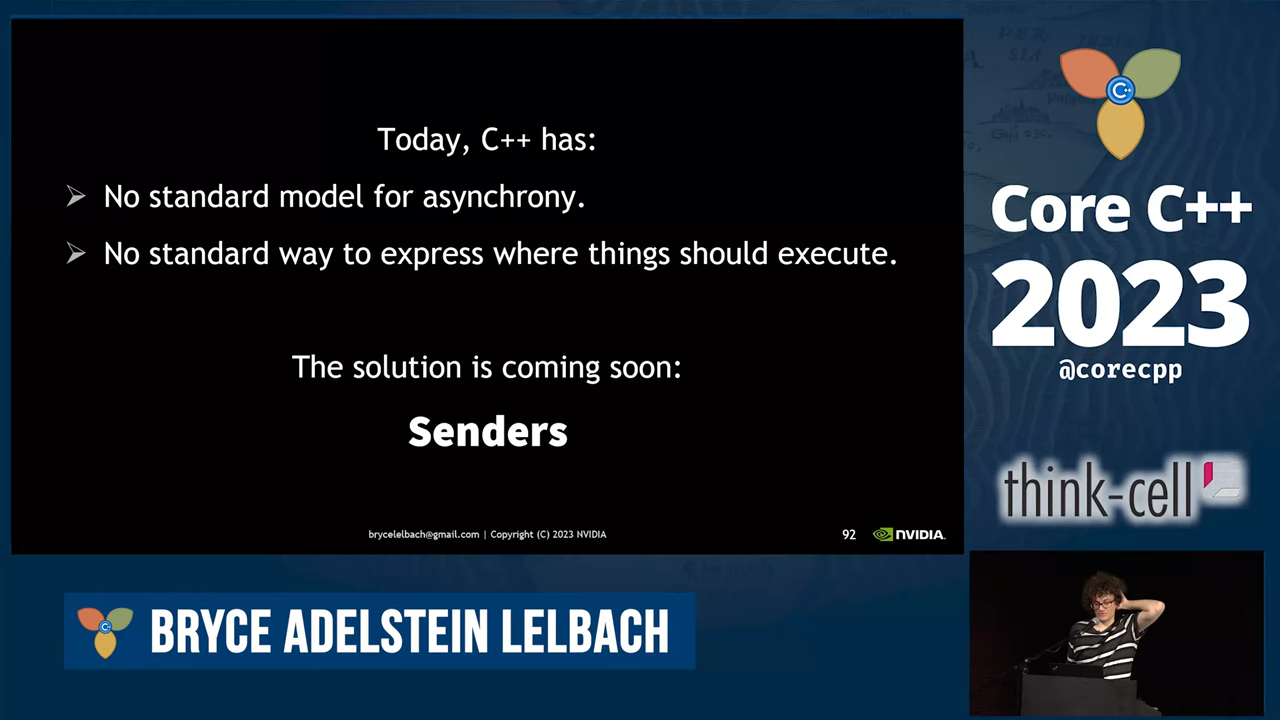 Today, C++ has:
➢ No standard model for asynchrony.
➢ No standard way to express where things should execute.
The solution is coming soon:
Senders
brycelelbach@gmail.com | Copyright (C) 2023 NVIDIA
92
NVIDIA.
C++
Core C++
2023
@corecpp
think-cell
BRYCE ADELSTEIN LELBACH